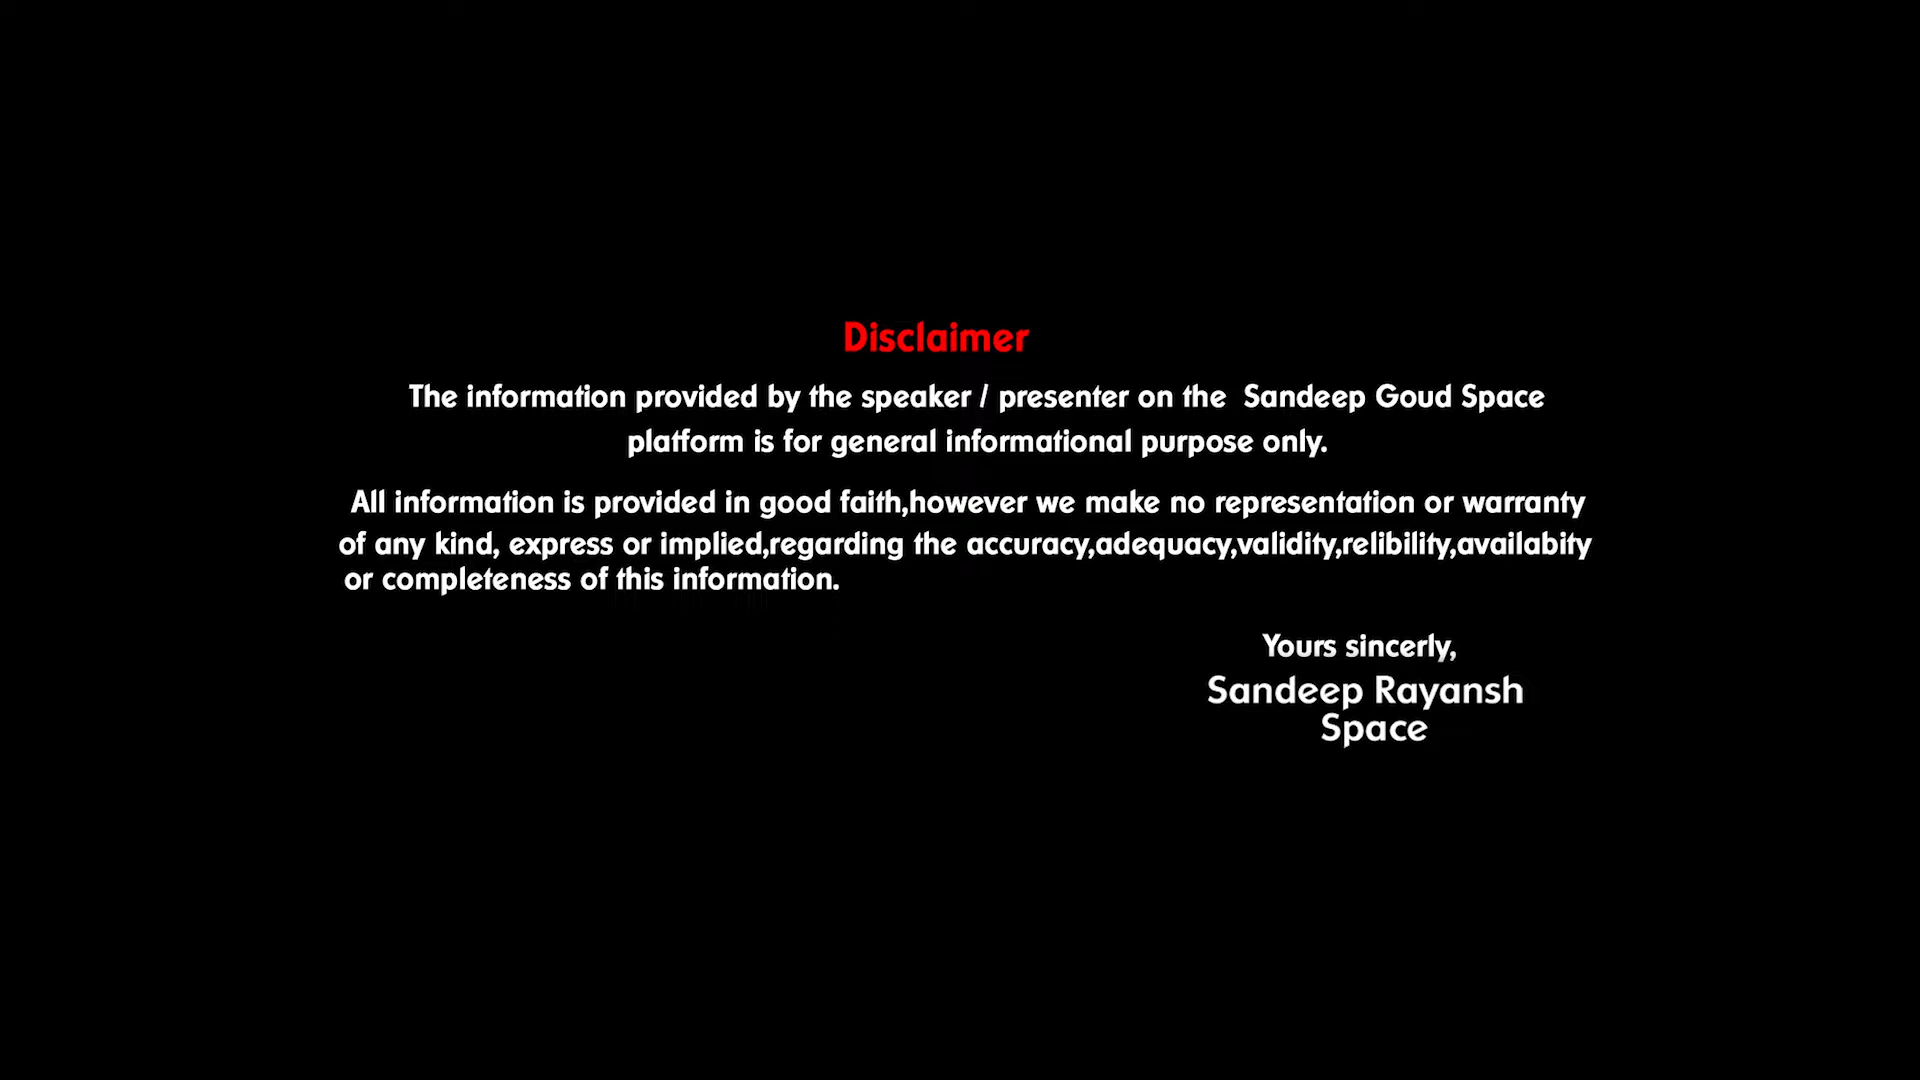 Disclaimer
The information provided by the speaker / presenter on the Sandeep Goud Space
platform is for general informational purpose only.
All information is provided in good faith,however we make no representation or warranty
of any kind, express or implied,regarding the accuracy,adequacy,validity,relibility,availabity
or completeness of this information.
Yours sincerly,
Sandeep Rayansh
Space